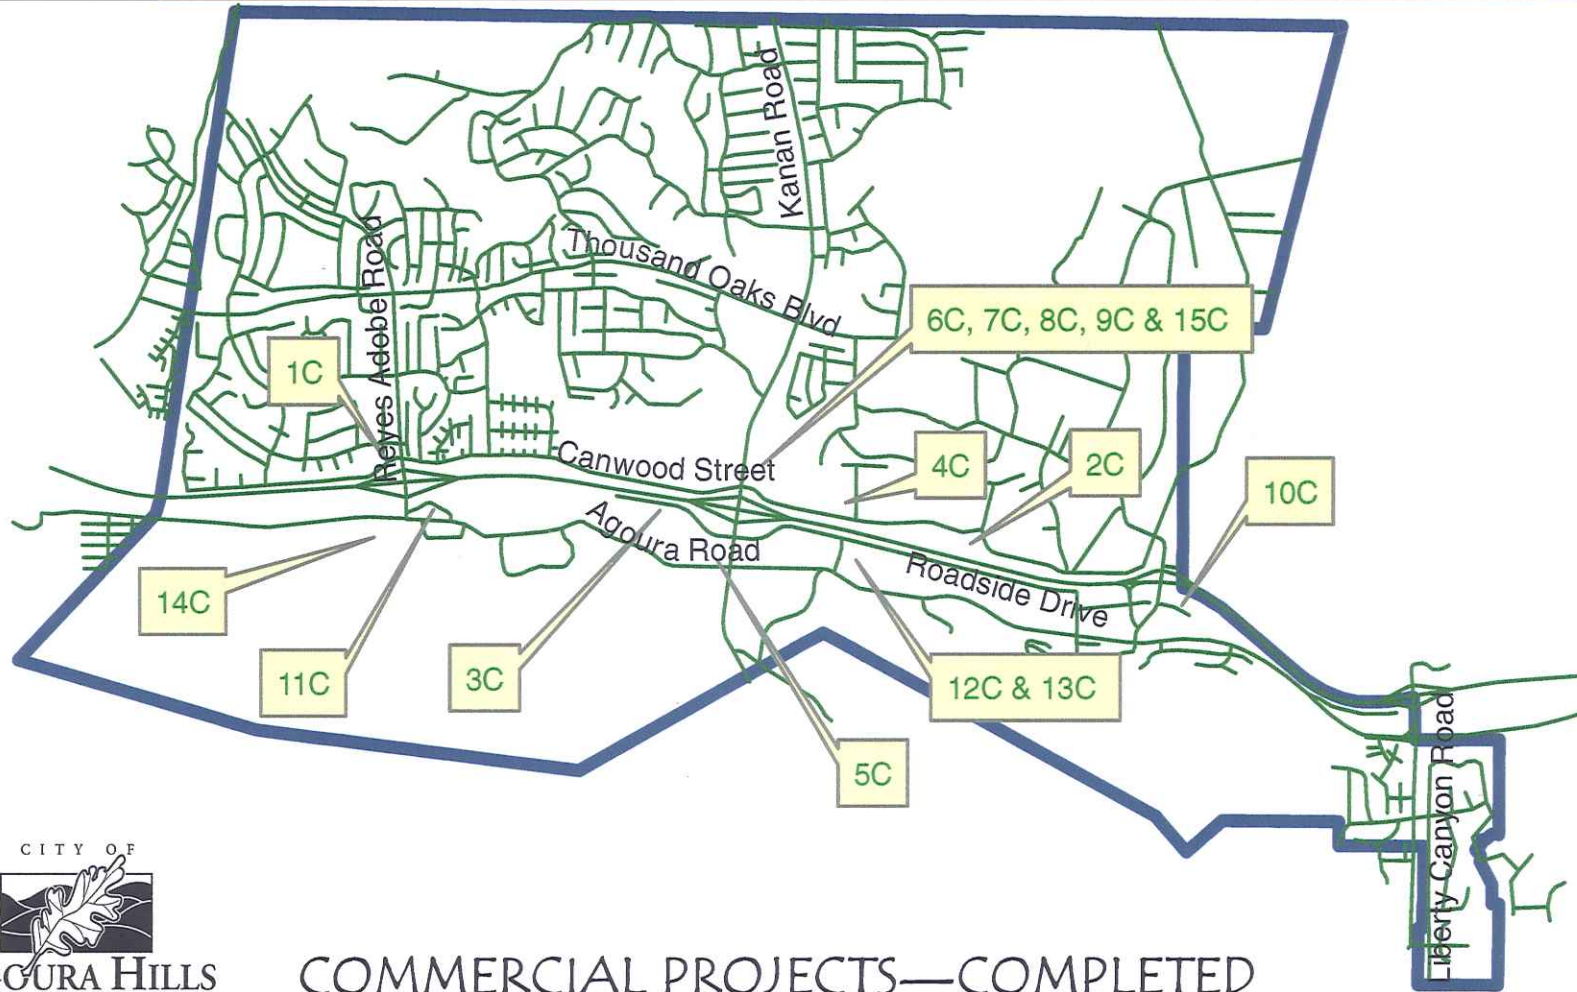 Kanan Road
Thousand Oaks Blvd
Reyes Adobe Road
6C, 7C, 8C, 9C & 15C
1C
Canwood Street
4C
2C
10C
Agoura Road
Roadside Drive
14C
11C
3C
12C & 13C
5C
Liberty Canyon Road
CITY OF
GOURA HILLS
COMMERCIAL PROJECTS—COMPLETED